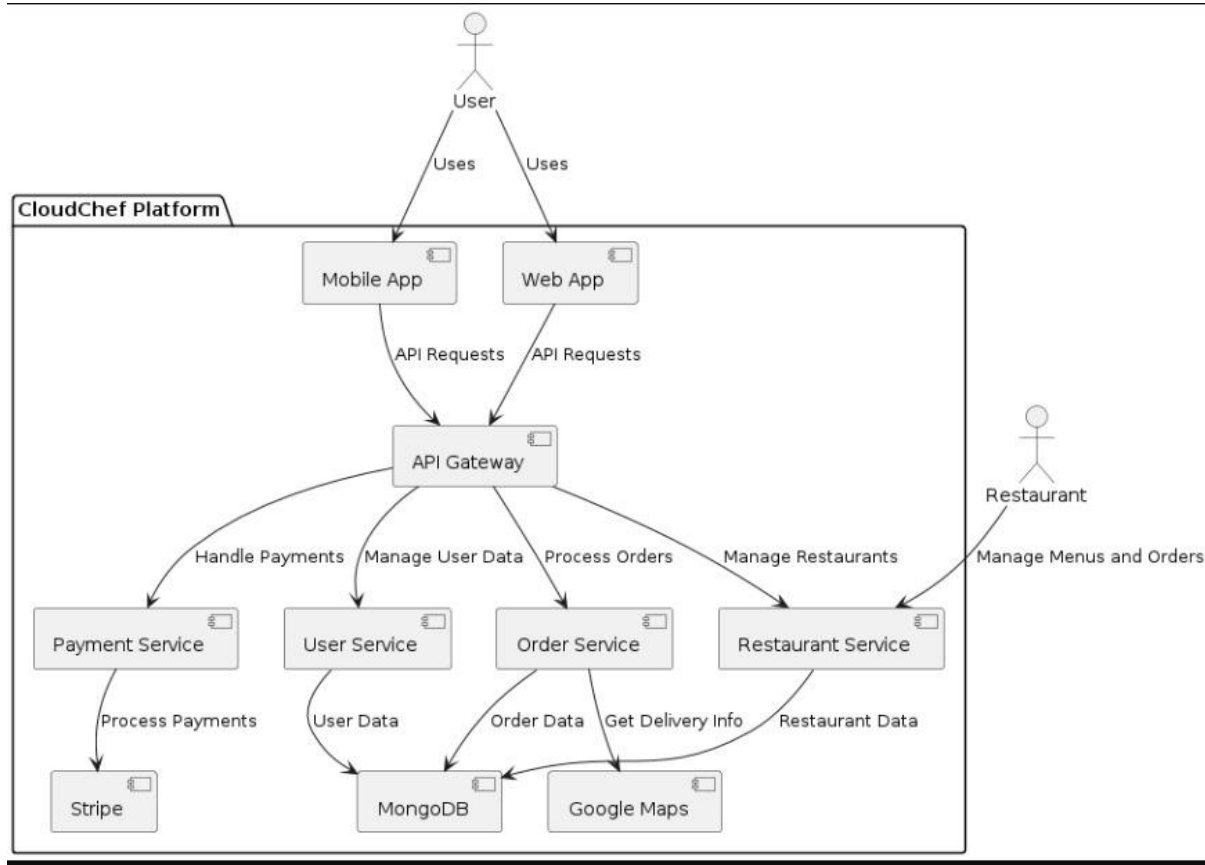 User
Uses
Uses
CloudChef Platform
Mobile App
Web App
API Requests
API Requests
API Gateway
Restaurant
Handle Payments
Manage User Data
Process Orders
Manage Restaurants
Manage Menus and Orders
Payment Service
User Service
Order Service
Restaurant Service
Process Payments
User Data
Order Data
Get Delivery Info
Restaurant Data
Stripe
MongoDB
Google Maps